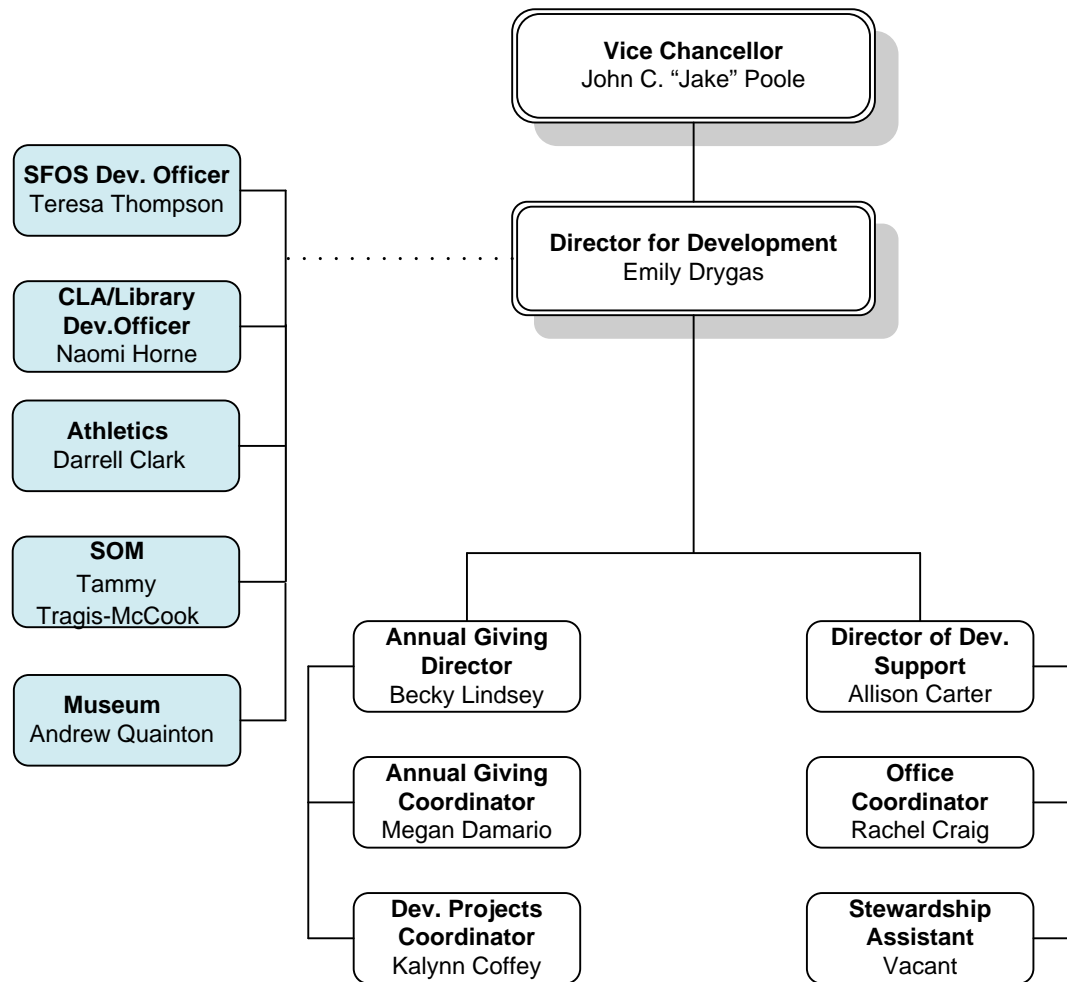 Vice Chancellor
John C. “Jake” Poole
SFOS Dev. Officer
Teresa Thompson
Director for Development
Emily Drygas
CLA/Library
Dev.Officer
Naomi Horne
Athletics
Darrell Clark
SOM
Tammy
Tragis-McCook
Museum
Andrew Quainton
Annual Giving
Director
Becky Lindsey
Director of Dev.
Support
Allison Carter
Annual Giving
Coordinator
Megan Damario
Office
Coordinator
Rachel Craig
Dev. Projects
Coordinator
Kalynn Coffey
Stewardship
Assistant
Vacant